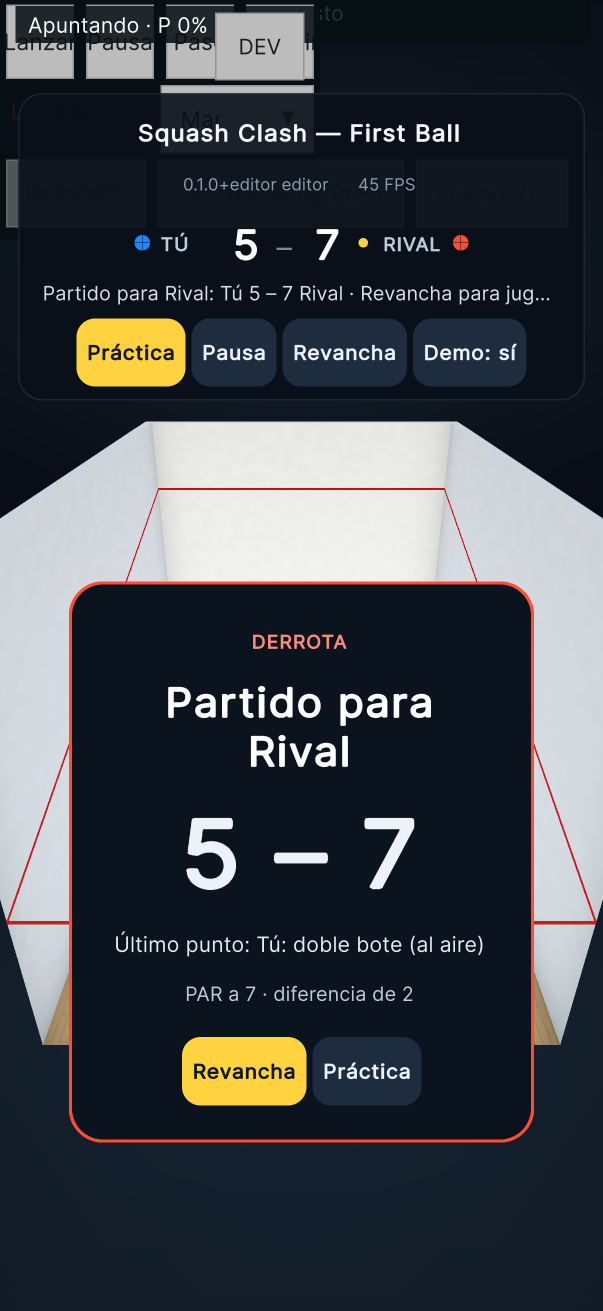 Apuntando · P 0%
Lanzar Pausa
DEV
Squash Clash — First Ball
0.1.0+editor editor 45 FPS
TÚ 5 – 7 RIVAL
Partido para Rival: Tú 5 – 7 Rival · Revancha para jug...
Práctica Pausa Revancha Demo: sí
DERROTA
Partido para
Rival
5 – 7
Último punto: Tú: doble bote (al aire)
PAR a 7 · diferencia de 2
Revancha Práctica